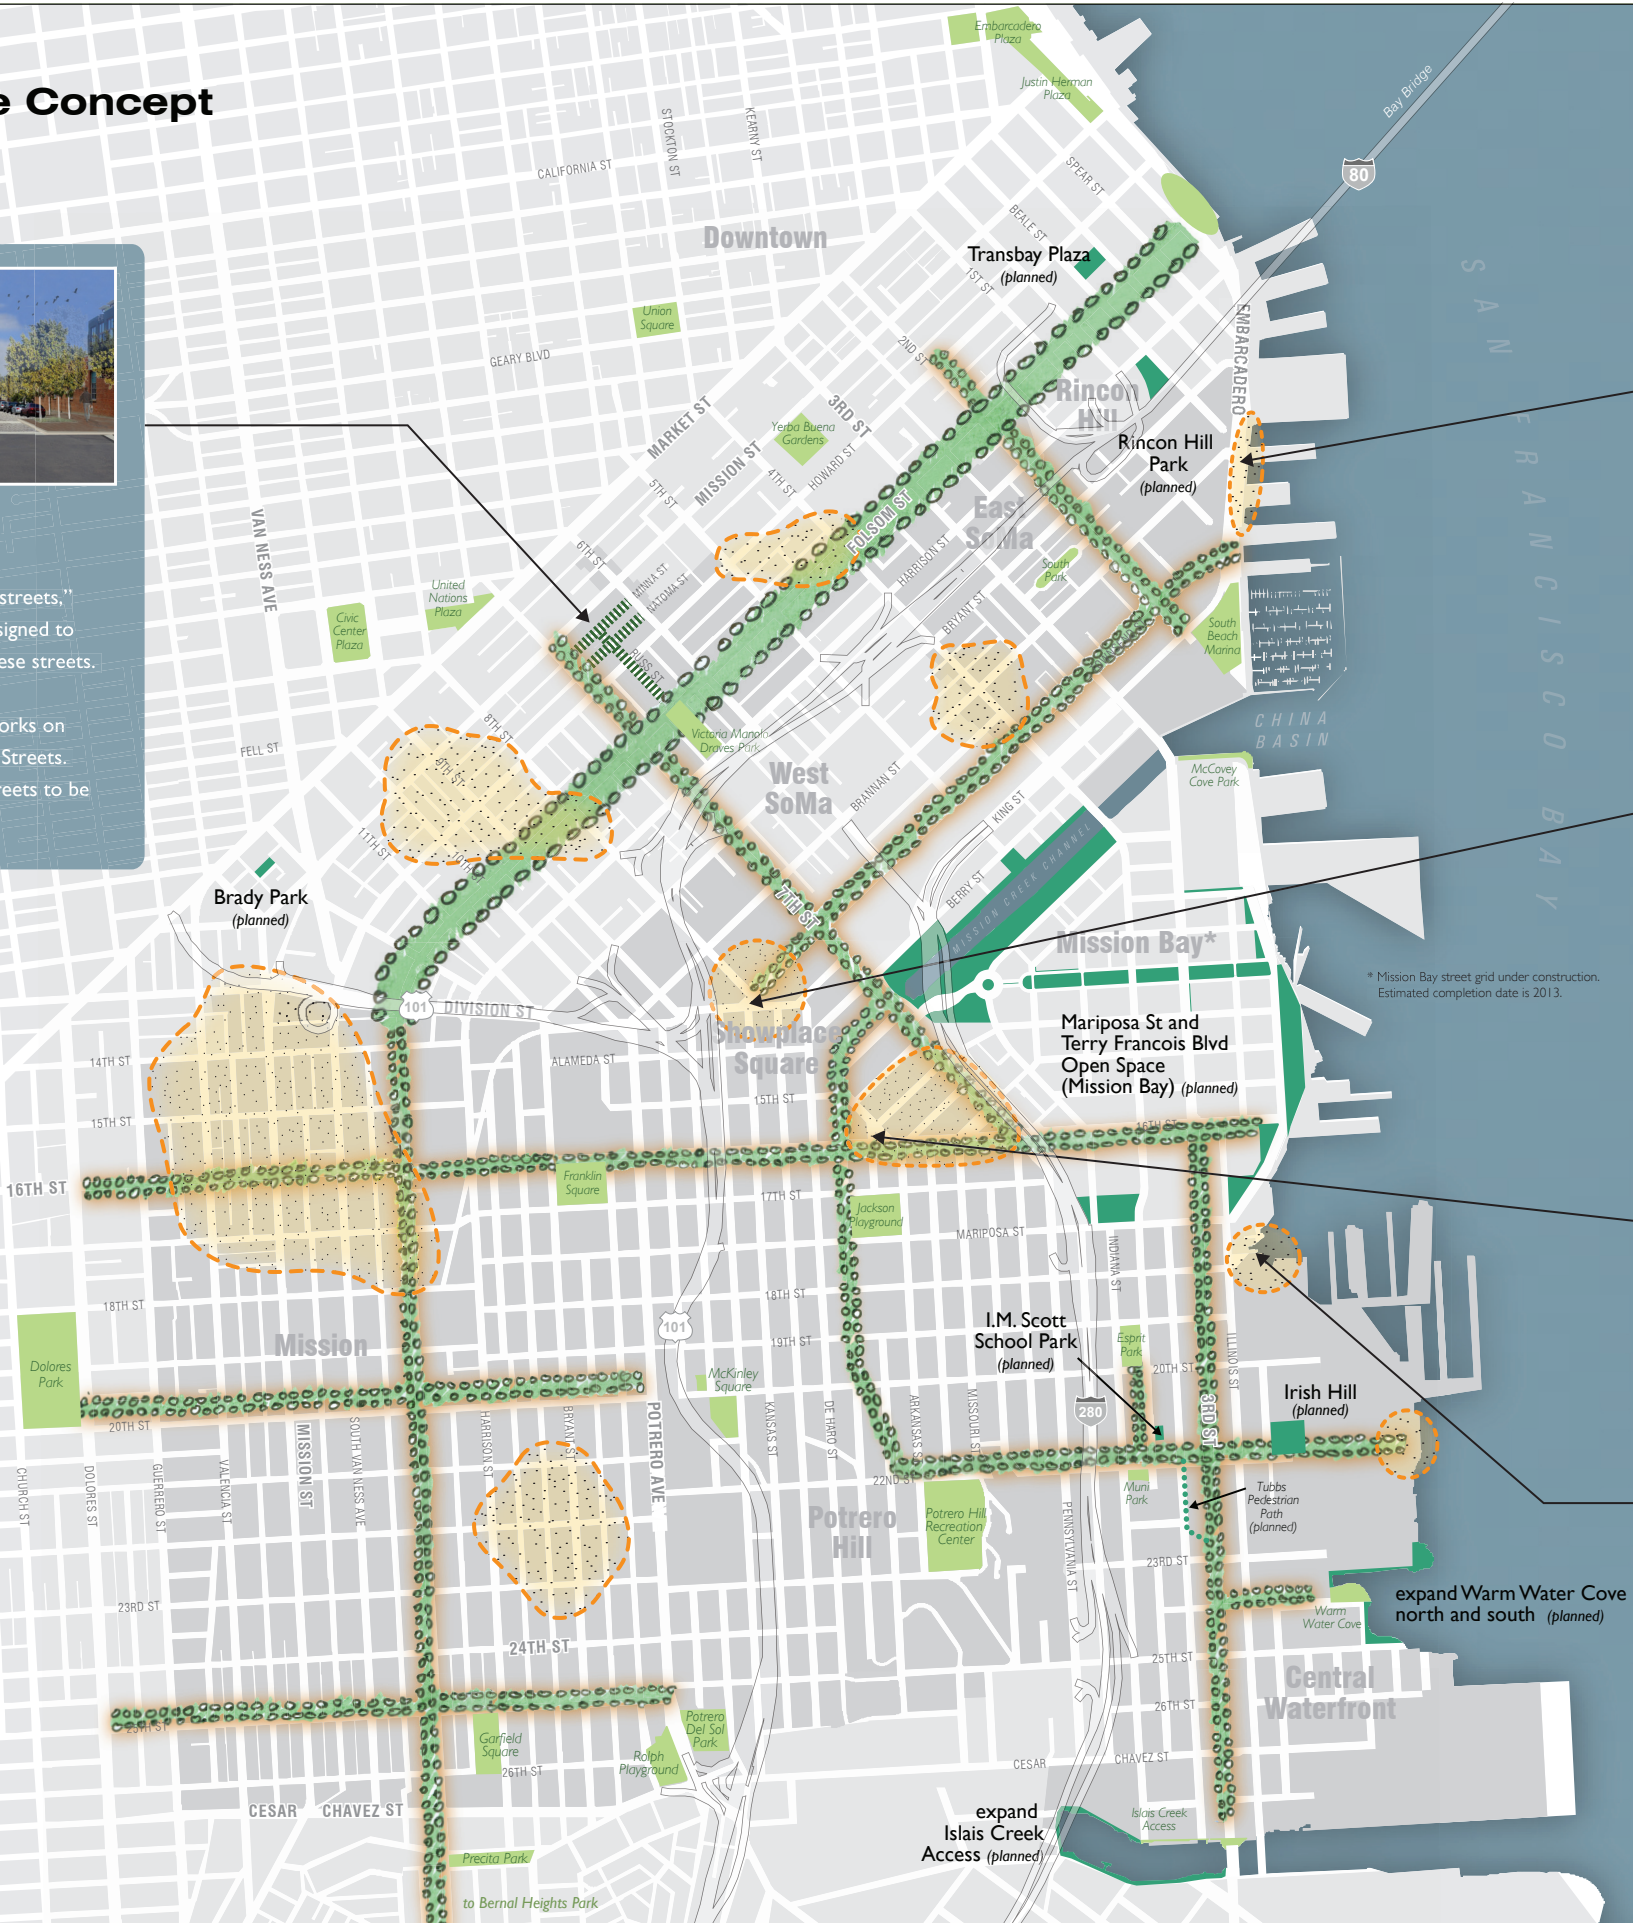 e Concept
Embarcadero
Plaza
Justin Herman
Plaza
Bay Bridge
80
STOCKTON ST
KEARNY ST
CALIFORNIA ST
SPEAR ST
BEALE ST
Downtown
Transbay Plaza
(planned)
1ST ST
Union
Square
GEARY BLVD
2ND ST
EMBARCADERO
SAN FRANCISCO BAY
Rincon
Hill
MARKET ST
3RD ST
Yerba Buena
Gardens
Rincon Hill
Park
(planned)
MISSION ST
4TH ST
HOWARD ST
5TH ST
FOLSOM ST
East
SoMa
VAN NESS AVE
6TH ST
MINNA ST
NATOMA ST
HARRISON ST
South
Park
BRYANT ST
United
Nations
Plaza
Civic
Center
Plaza
streets,"
signed to
ese streets.
RUSS ST
South
Beach
Marina
orks on
Streets.
reets to be
CHINA
BASIN
Victoria Manolo
Draves Park
8TH ST
FELL ST
9TH ST
West
SoMa
BRANNAN ST
KING ST
McCovey
Cove Park
11TH ST
10TH ST
Brady Park
(planned)
7TH ST
BERRY ST
MISSION CREEK CHANNEL
Mission Bay*
* Mission Bay street grid under construction.
Estimated completion date is 2013.
101
DIVISION ST
Showplace
Square
Mariposa St and
Terry Francois Blvd
Open Space
(Mission Bay) (planned)
14TH ST
ALAMEDA ST
15TH ST
15TH ST
16TH ST
16TH ST
Franklin
Square
17TH ST
Jackson
Playground
MARIPOSA ST
INDIANA ST
18TH ST
18TH ST
Mission
101
19TH ST
I.M. Scott
School Park
(planned)
Esprit
Park
20TH ST
ILLINOIS ST
Dolores
Park
McKinley
Square
Irish Hill
(planned)
280
3RD ST
20TH ST
CHURCH ST
DOLORES ST
GUERRERO ST
VALENCIA ST
MISSION ST
SOUTH VAN NESS AVE
HARRISON ST
BRYANT ST
POTRERO AVE
KANSAS ST
DE HARO ST
ARKANSAS ST
MISSOURI ST
22ND ST
Muni
Park
Tubbs
Pedestrian
Path
(planned)
Potrero
Hill
Potrero Hill
Recreation
Center
PENNSYLVANIA ST
23RD ST
23RD ST
expand Warm Water Cove
north and south (planned)
Warm
Water Cove
24TH ST
25TH ST
Central
Waterfront
26TH ST
25TH ST
Garfield
Square
Potrero
Del Sol
Park
Rolph
Playground
26TH ST
CESAR
CHAVEZ ST
CESAR CHAVEZ ST
expand
Islais Creek
Access (planned)
Islais Creek
Access
Precita Park
to Bernal Heights Park